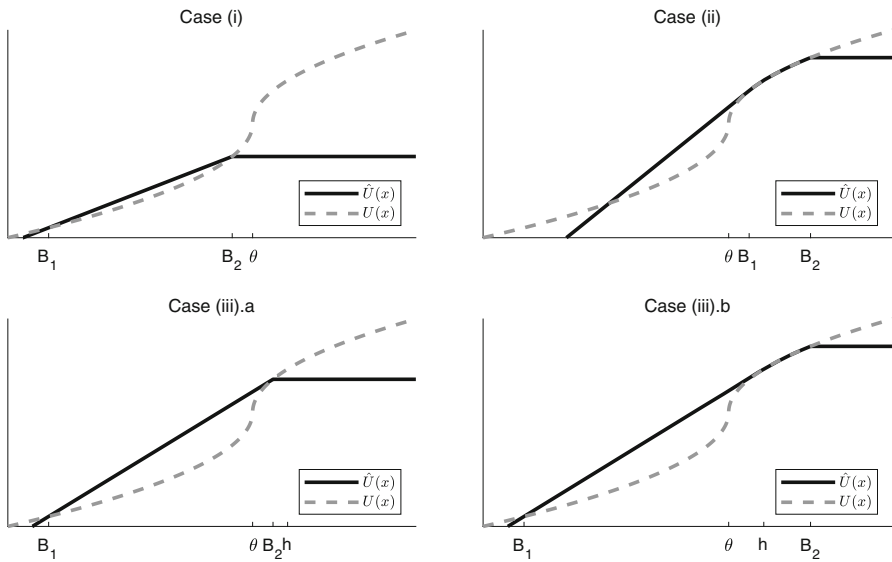 Case (i)
Û(x)
U(x)
B₁
B₂
θ
Case (ii)
Û(x)
U(x)
θ
B₁
B₂
Case (iii).a
Û(x)
U(x)
B₁
θ
B₂
h
Case (iii).b
Û(x)
U(x)
B₁
θ
h
B₂